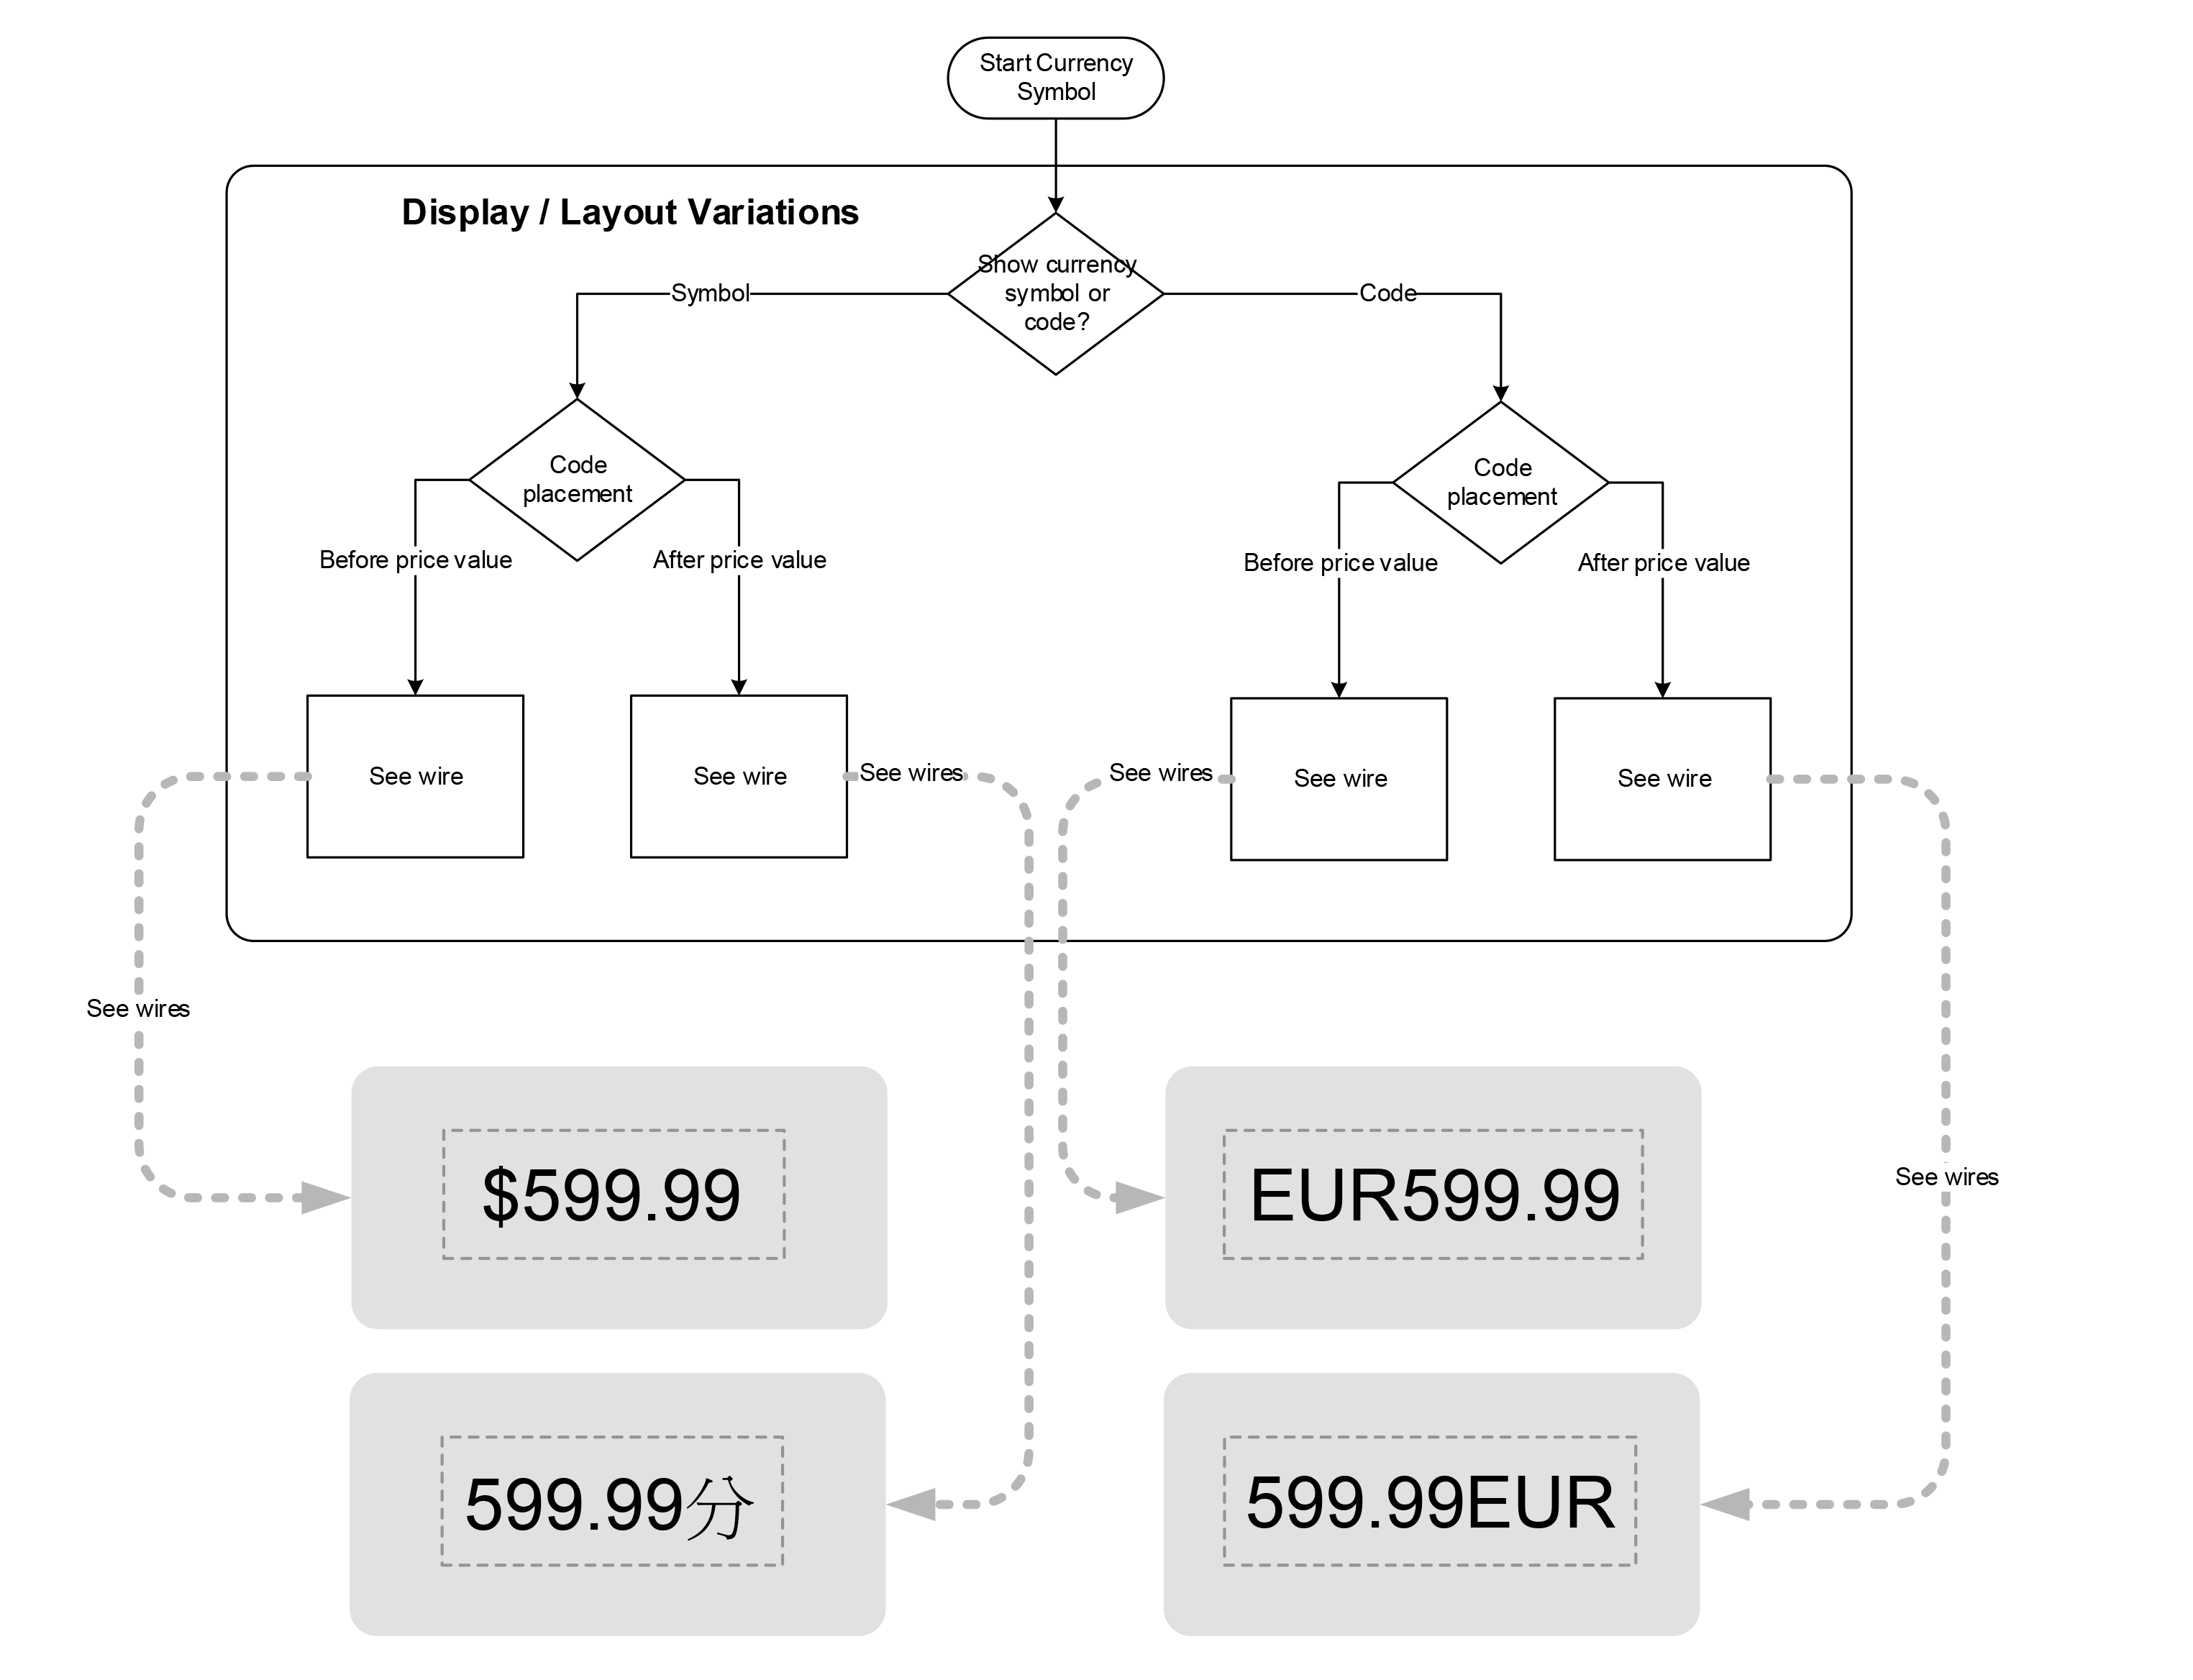 Start Currency
Symbol
Display / Layout Variations
Show currency
symbol or
code?
Symbol
Code
Code
placement
Code
placement
Before price value
After price value
Before price value
After price value
See wire
See wire
See wires
See wires
See wire
See wire
See wires
$599.99
EUR599.99
See wires
599.99分
599.99EUR